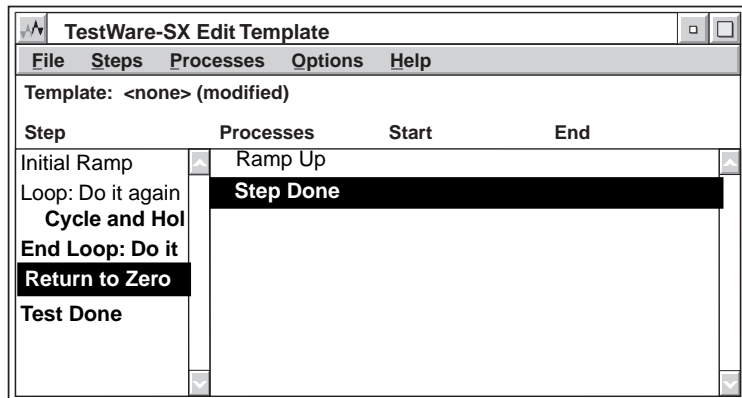 TestWare-SX Edit Template
File Steps Processes Options Help
Template: <none> (modified)
Step Processes Start End
Initial Ramp Ramp Up
Loop: Do it again Step Done
Cycle and Hol
End Loop: Do it
Return to Zero
Test Done